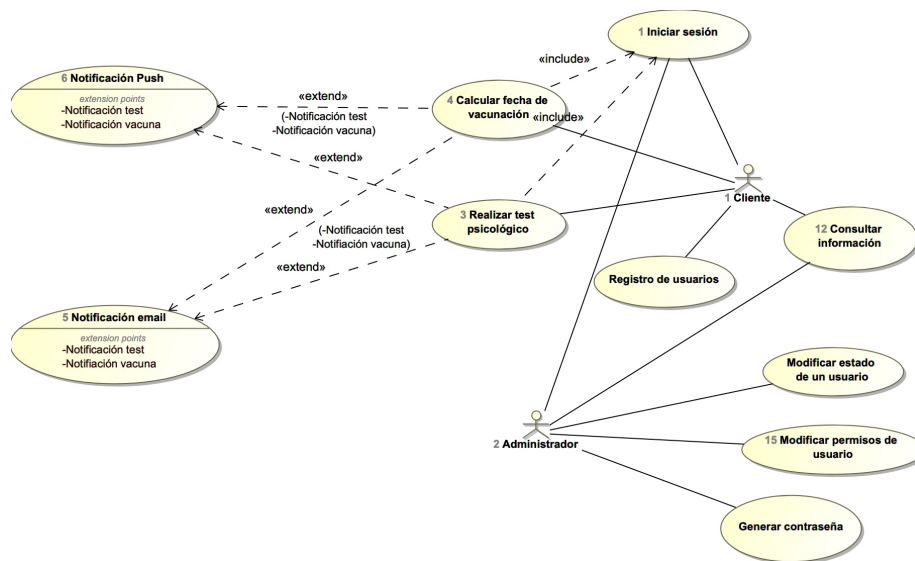 1 Iniciar sesión
«include»
6 Notificación Push
extension points
-Notificación test
-Notificación vacuna
«extend»
(-Notificación test
-Notificación vacuna)
4 Calcular fecha de
vacunación
«include»
«extend»
1 Cliente
«extend»
3 Realizar test
psicológico
12 Consultar
información
(-Notificación test
-Notifiación vacuna)
«extend»
Registro de usuarios
5 Notificación email
extension points
-Notificación test
-Notifiación vacuna
Modificar estado
de un usuario
2 Administrador
15 Modificar permisos de
usuario
Generar contraseña